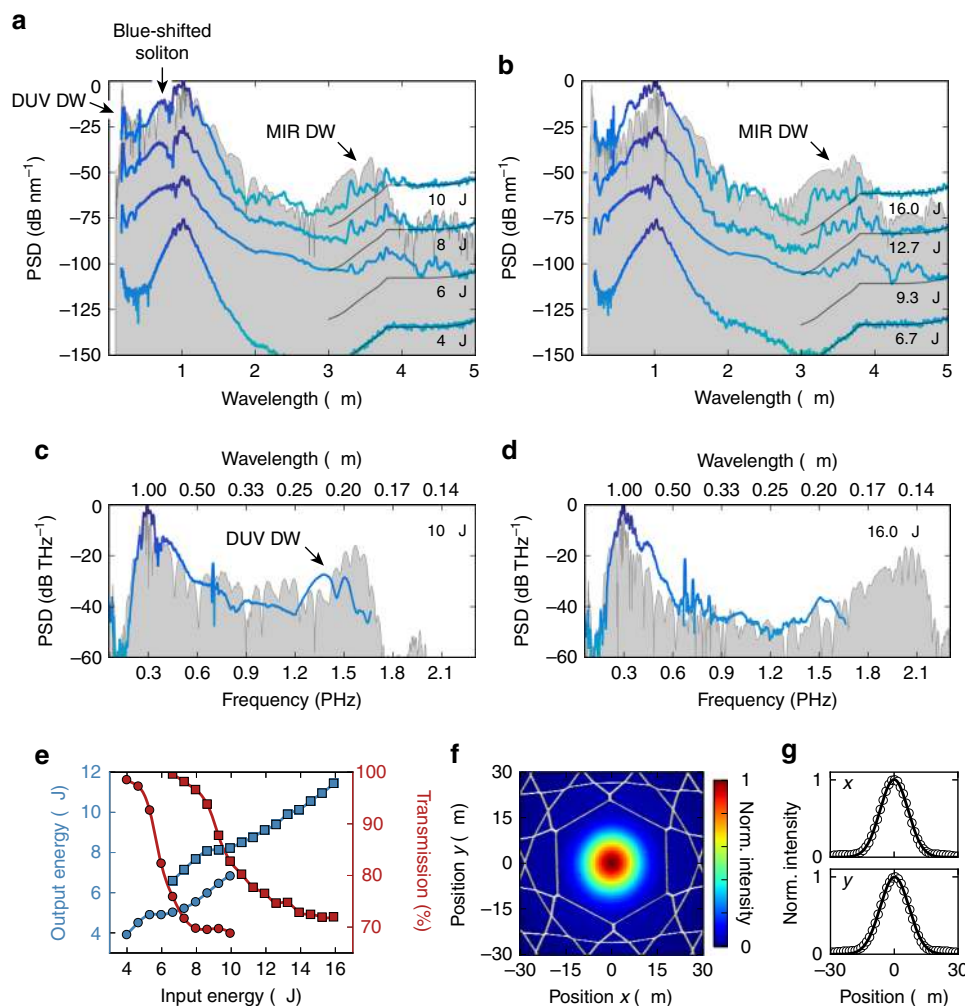 a
Blue-shifted
soliton
DUV DW
MIR DW
0
−25
−50
−75
−100
−125
−150
PSD (dB nm−1)
10 J
8 J
6 J
4 J
1 2 3 4 5
Wavelength ( m)
b
MIR DW
0
−25
−50
−75
−100
−125
−150
PSD (dB nm−1)
16.0 J
12.7 J
9.3 J
6.7 J
1 2 3 4 5
Wavelength ( m)
c
Wavelength ( m)
1.00 0.50 0.33 0.25 0.20 0.17 0.14
0
−20
−40
−60
PSD (dB THz−1)
10 J
DUV DW
0.3 0.6 0.9 1.2 1.5 1.8 2.1
Frequency (PHz)
d
Wavelength ( m)
1.00 0.50 0.33 0.25 0.20 0.17 0.14
0
−20
−40
−60
PSD (dB THz−1)
16.0 J
0.3 0.6 0.9 1.2 1.5 1.8 2.1
Frequency (PHz)
e
12
10
8
6
4
Output energy ( J)
100
90
80
70
Transmission (%)
4 6 8 10 12 14 16
Input energy ( J)
f
30
15
0
−15
−30
Position y ( m)
−30 −15 0 15 30
Position x ( m)
1
0
Norm. intensity
g
x
1
0
y
1
0
Norm. intensity
−30 0 30
Position ( m)